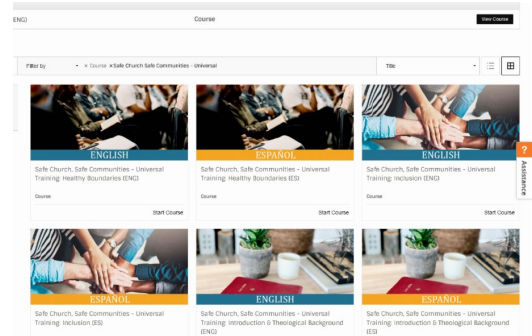 (ENG)
Course
View Course
Filter by
× Course × Safe Church Safe Communities - Universal
Title
ENGLISH
ESPAÑOL
ENGLISH
Safe Church, Safe Communities - Universal
Training: Healthy Boundaries (ENG)
Course
Start Course
Safe Church, Safe Communities - Universal
Training: Healthy Boundaries (ES)
Course
Start Course
Safe Church, Safe Communities - Universal
Training: Inclusion (ENG)
Course
Start Course
? Assistance
ESPAÑOL
ENGLISH
ESPAÑOL
Safe Church, Safe Communities - Universal
Training: Inclusion (ES)
Safe Church, Safe Communities - Universal
Training: Introduction & Theological Background
(ENG)
Safe Church, Safe Communities - Universal
Training: Introduction & Theological Background
(ES)